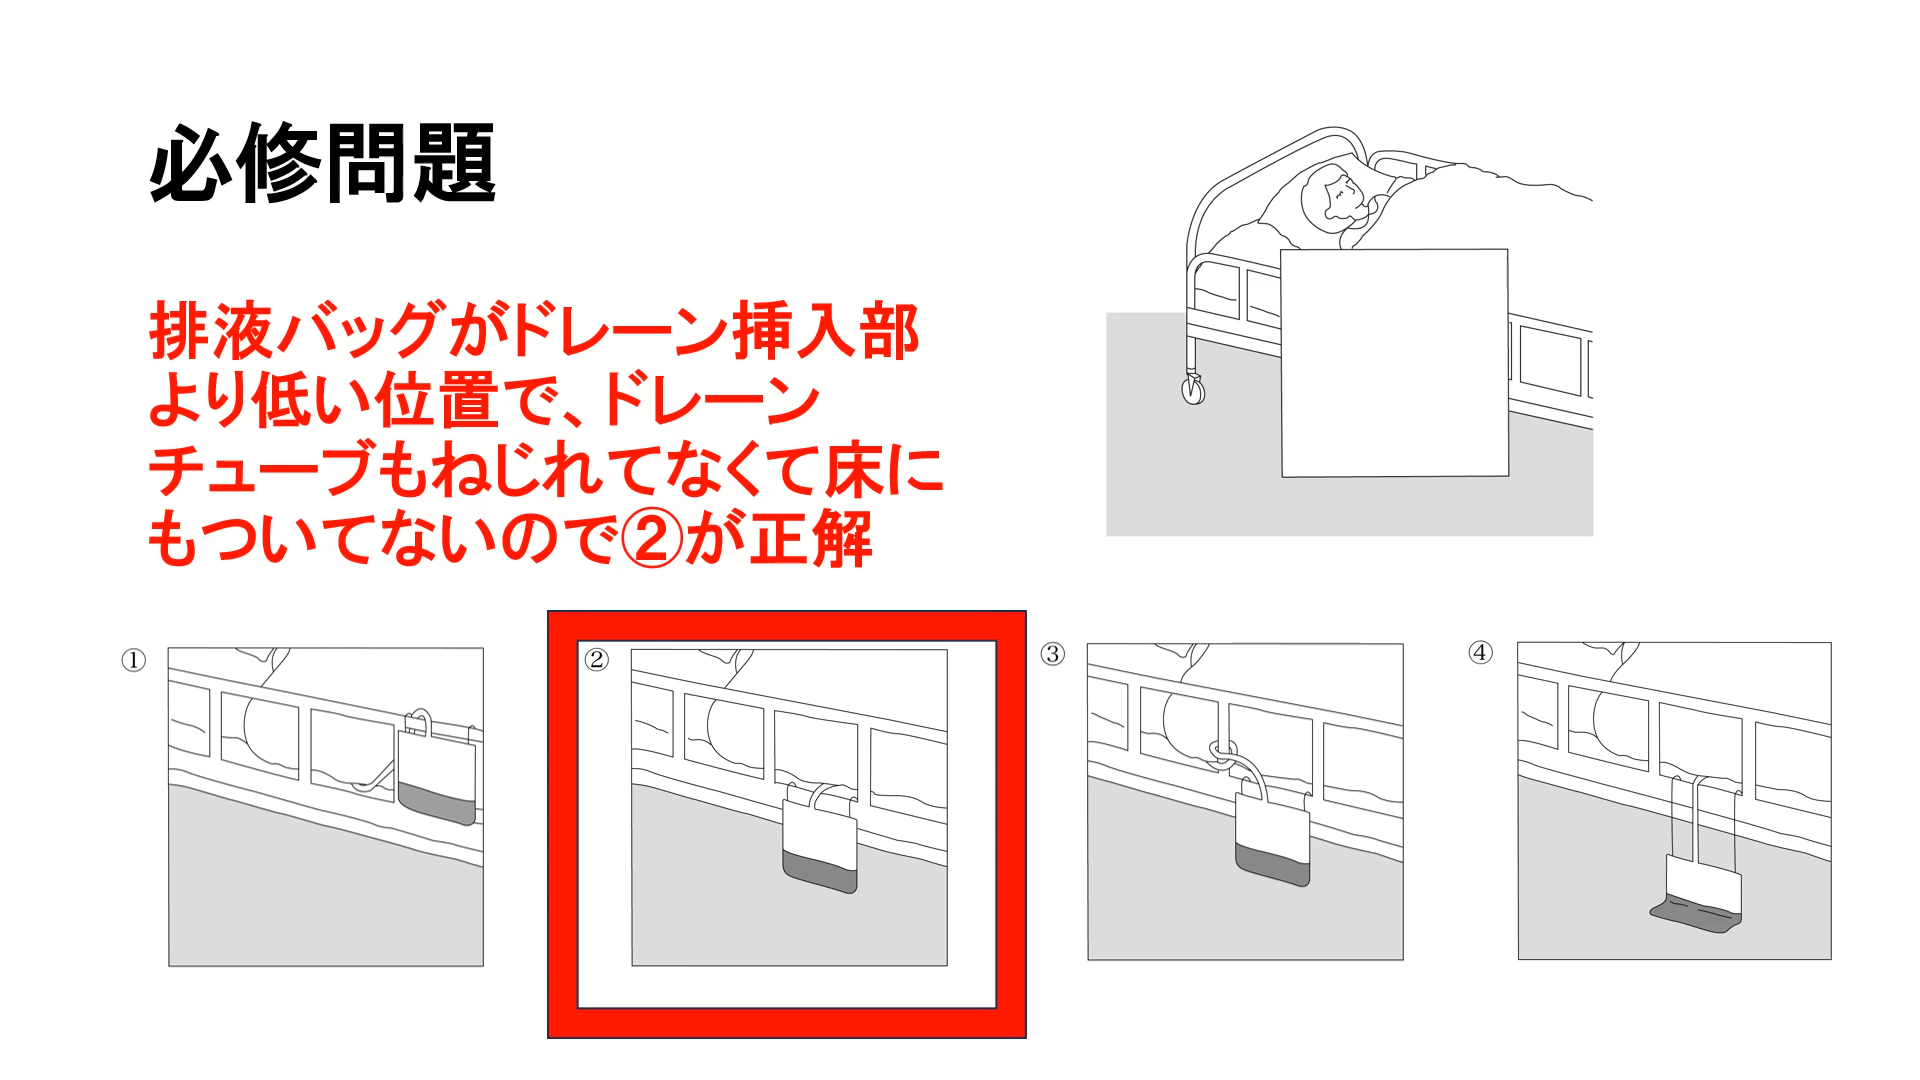 必修問題
排液バッグがドレーン挿入部
より低い位置で、ドレーン
チューブもねじれてなくて床に
もついてないので②が正解
①
②
③
④